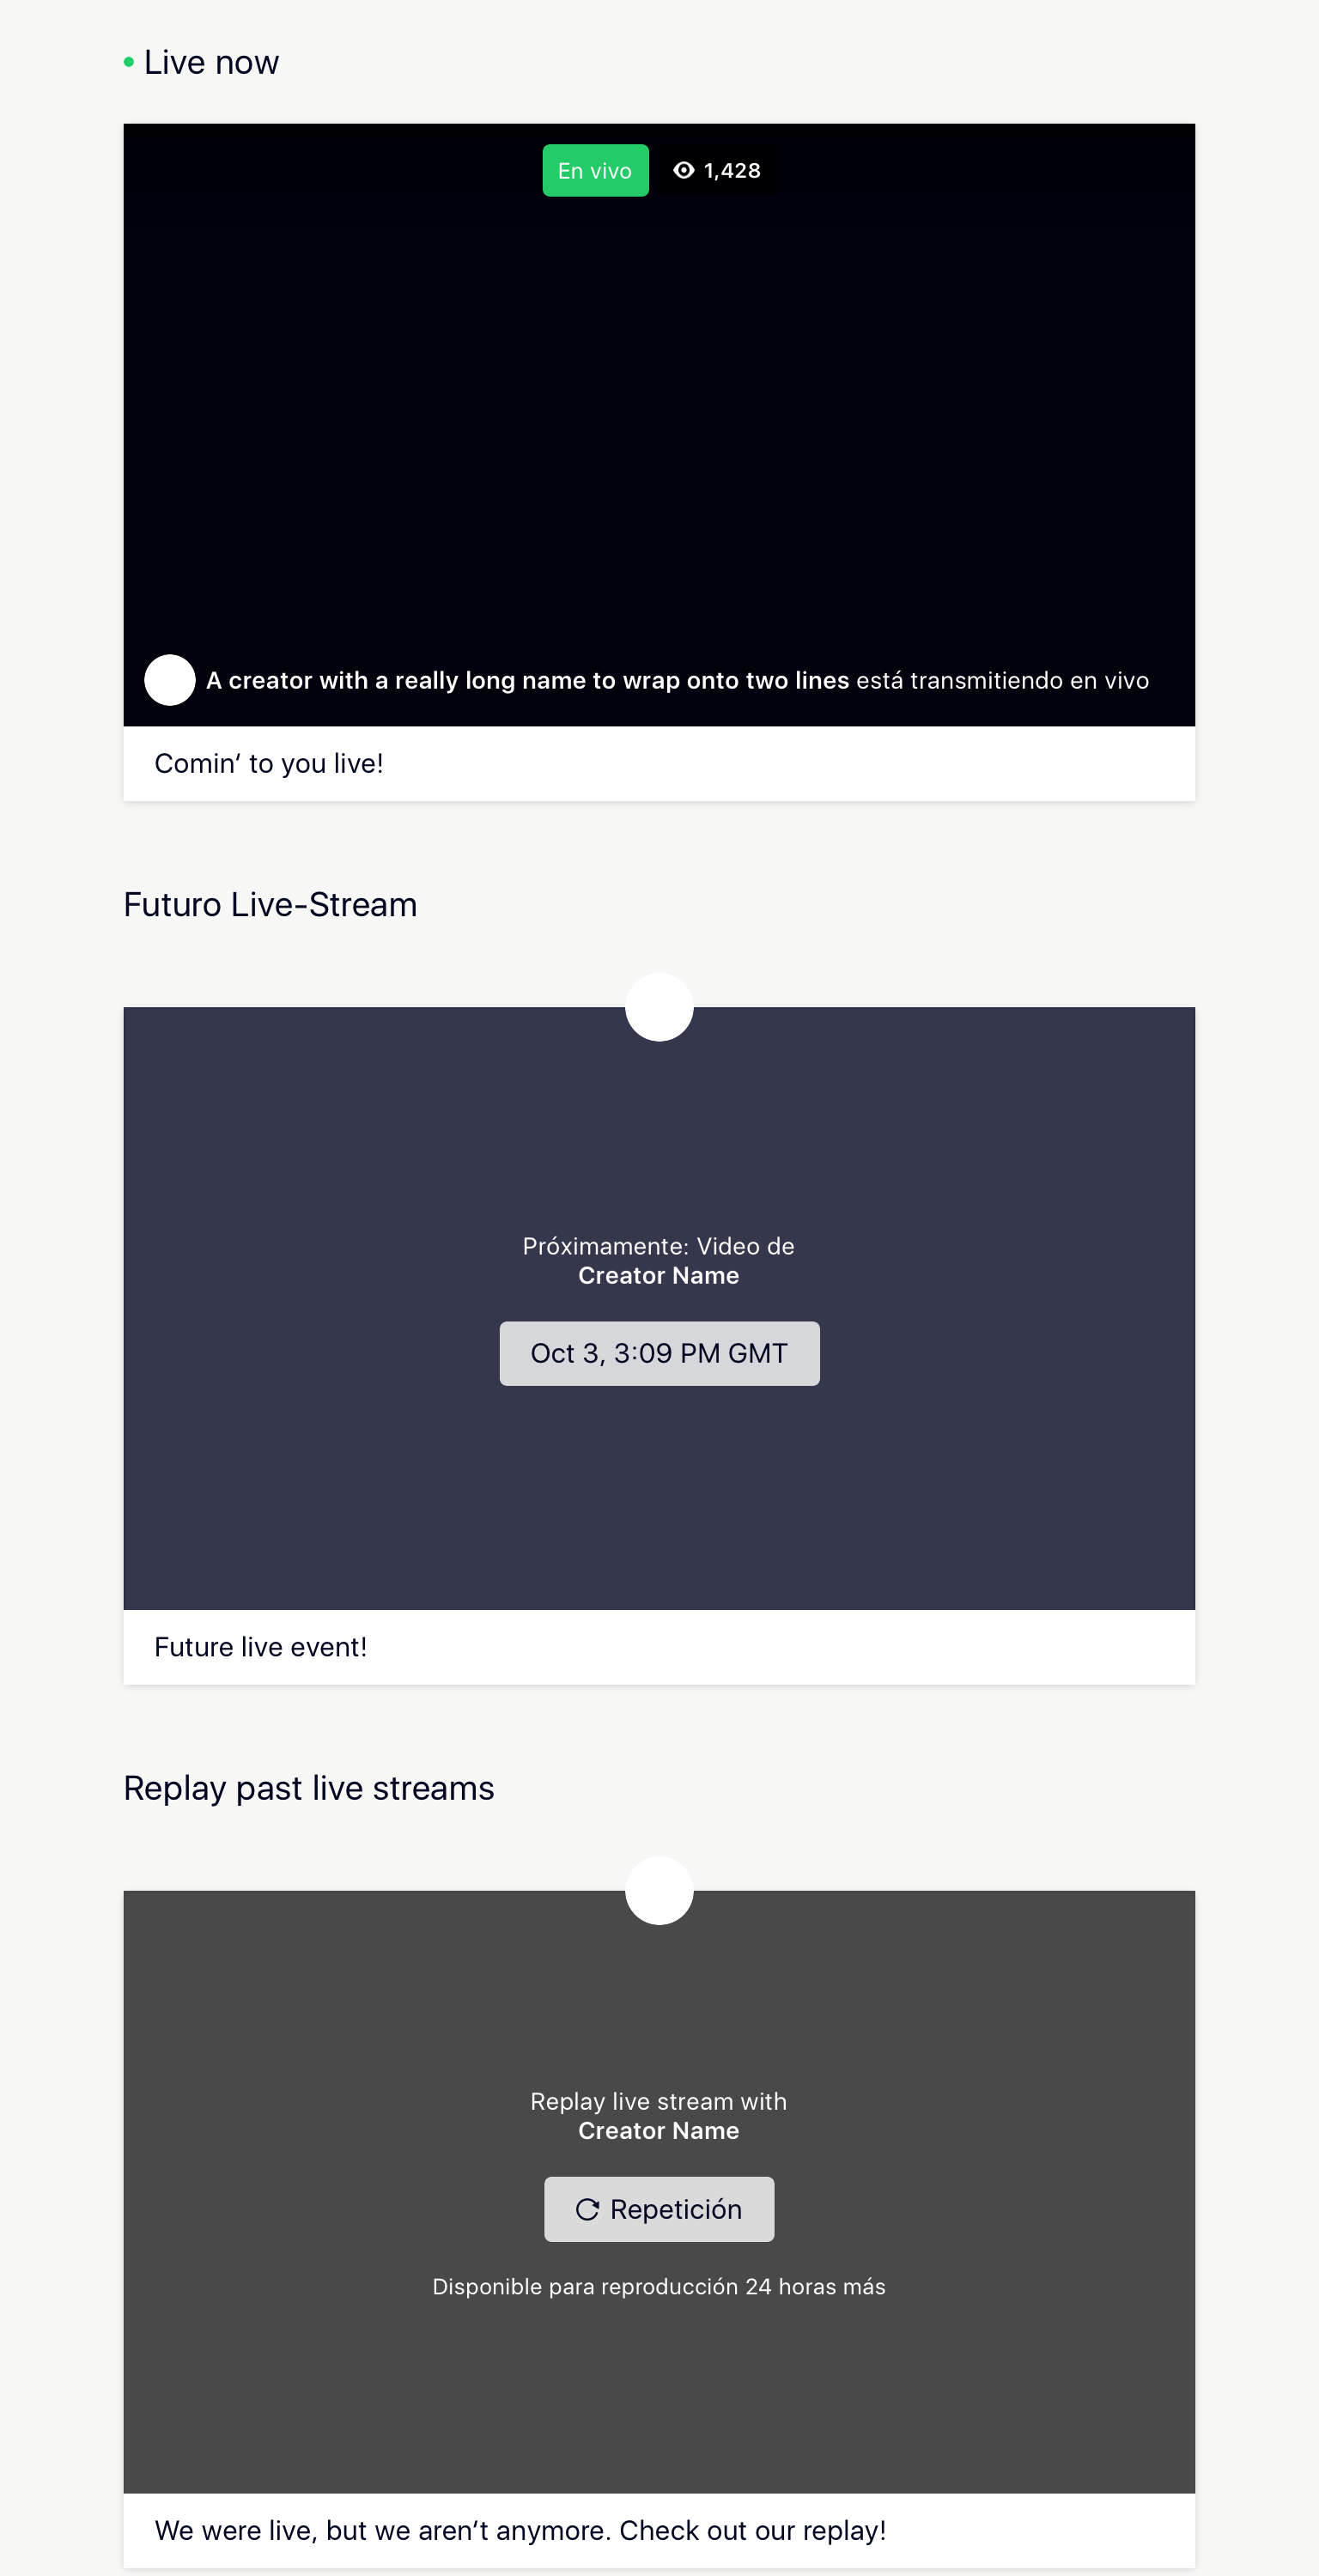 Live now
En vivo 1,428
A creator with a really long name to wrap onto two lines está transmitiendo en vivo
Comin‘ to you live!
Futuro Live-Stream
Próximamente: Video de
Creator Name
Oct 3, 3:09 PM GMT
Future live event!
Replay past live streams
Replay live stream with
Creator Name
Repetición
Disponible para reproducción 24 horas más
We were live, but we aren‘t anymore. Check out our replay!